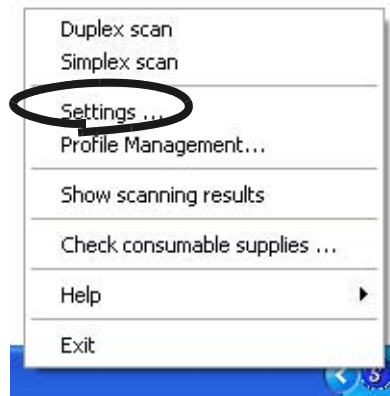 Duplex scan
Simplex scan
Settings ...
Profile Management...
Show scanning results
Check consumable supplies ...
Help
Exit
S